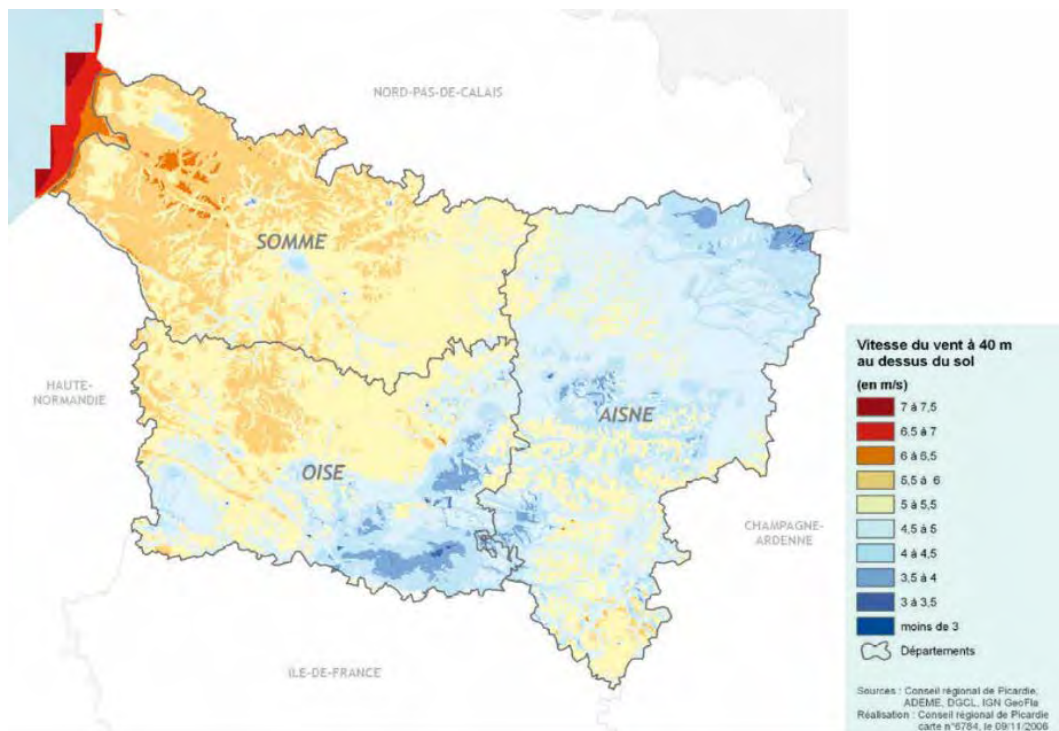 NORD-PAS-DE-CALAIS
SOMME
HAUTE-
NORMANDIE
AISNE
OISE
CHAMPAGNE-
ARDENNE
ILE-DE-FRANCE
Vitesse du vent à 40 m
au dessus du sol
(en m/s)
7 à 7,5
6,5 à 7
6 à 6,5
5,5 à 6
5 à 5,5
4,5 à 5
4 à 4,5
3,5 à 4
3 à 3,5
moins de 3
Départements
Sources : Conseil régional de Picardie,
ADEME, DGCL, IGN GeoFla
Réalisation : Conseil régional de Picardie
carte n°6784, le 09/11/2006